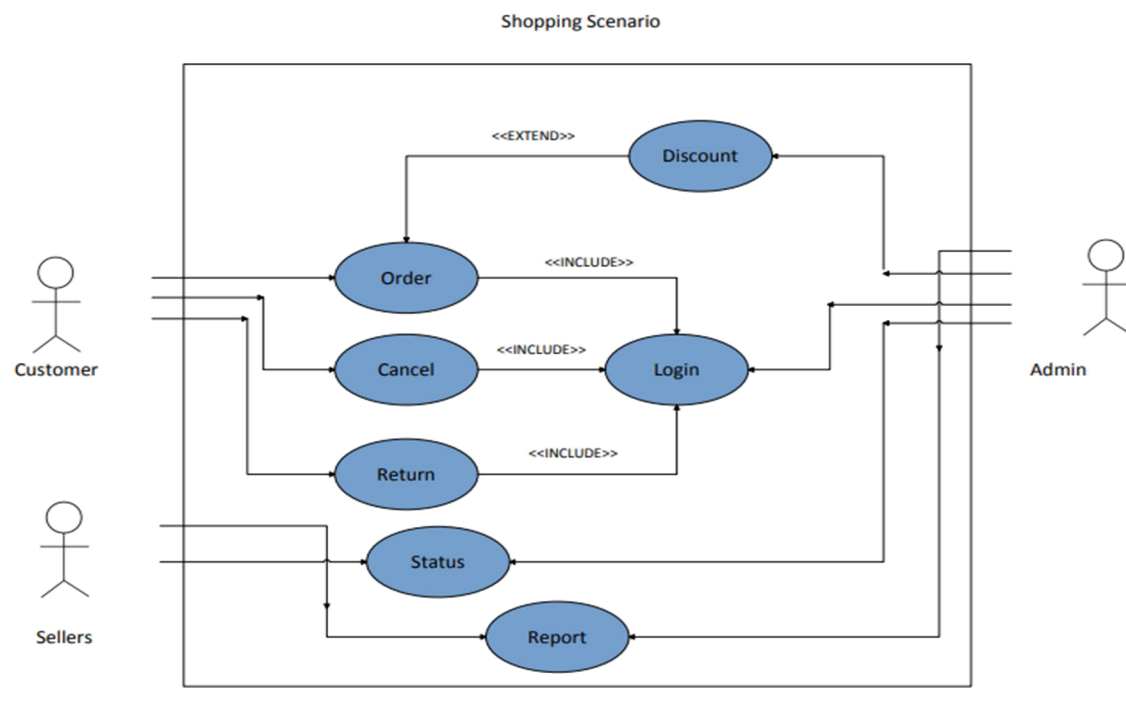 Shopping Scenario
<<EXTEND>>
Discount
Order
<<INCLUDE>>
Customer
Cancel
<<INCLUDE>>
Login
Admin
Return
<<INCLUDE>>
Status
Sellers
Report